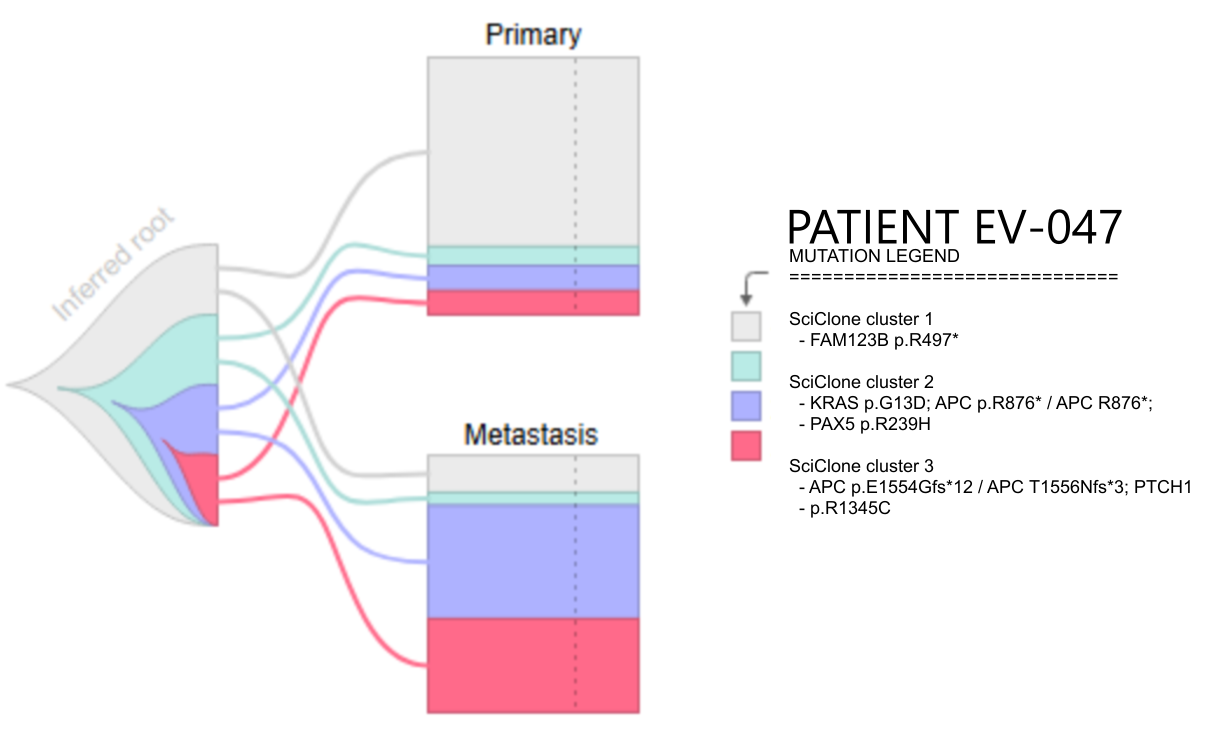 Primary
Inferred root
Metastasis
PATIENT EV-047
MUTATION LEGEND
==============================
SciClone cluster 1
- FAM123B p.R497*
SciClone cluster 2
- KRAS p.G13D; APC p.R876* / APC R876*;
- PAX5 p.R239H
SciClone cluster 3
- APC p.E1554Gfs*12 / APC T1556Nfs*3; PTCH1
- p.R1345C